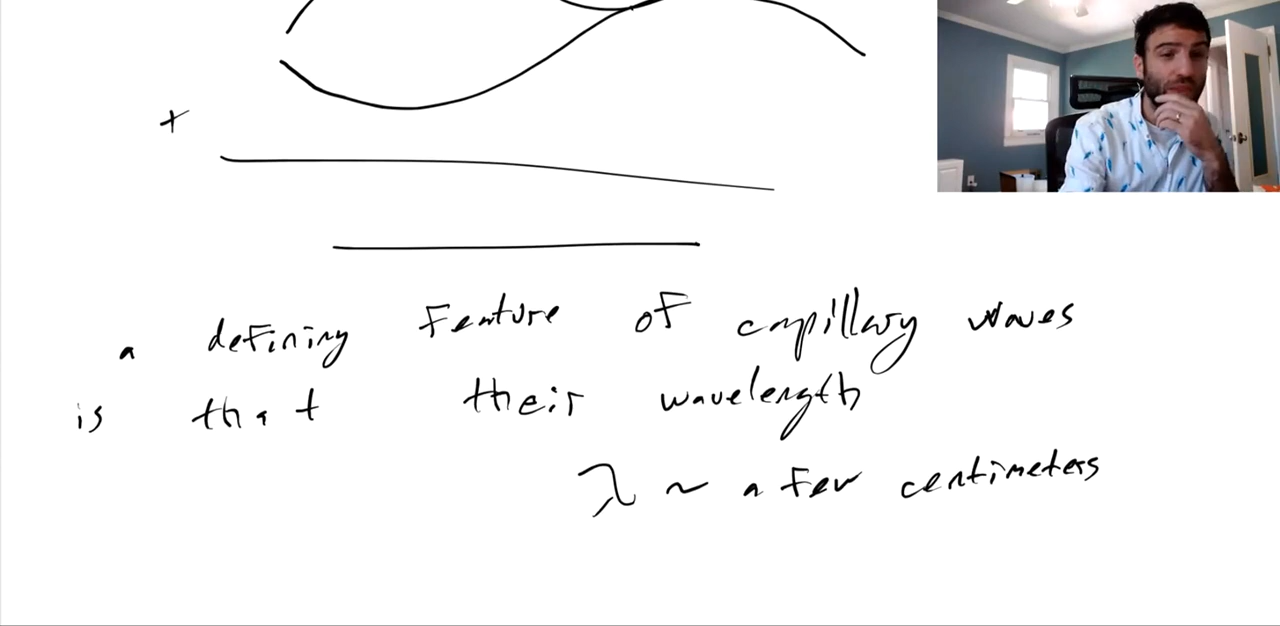 +
a defining feature of capillary waves
is that their wavelength
λ ~ a few centimeters